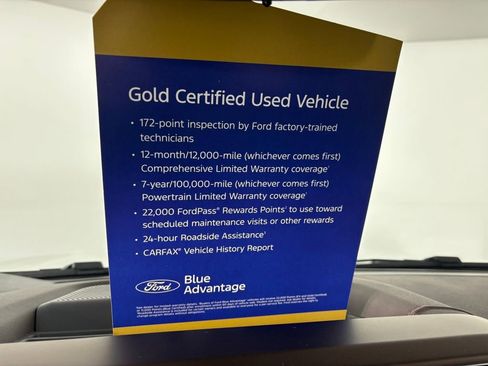 Gold Certified Used Vehicle
• 172-point inspection by Ford factory-trained
technicians
• 12-month/12,000-mile (whichever comes first)
Comprehensive Limited Warranty coverage†
• 7-year/100,000-mile (whichever comes first)
Powertrain Limited Warranty coverage†
• 22,000 FordPass® Rewards Points† to use toward
scheduled maintenance visits or other rewards
• 24-hour Roadside Assistance†
• CARFAX® Vehicle History Report
Ford
Blue
Advantage